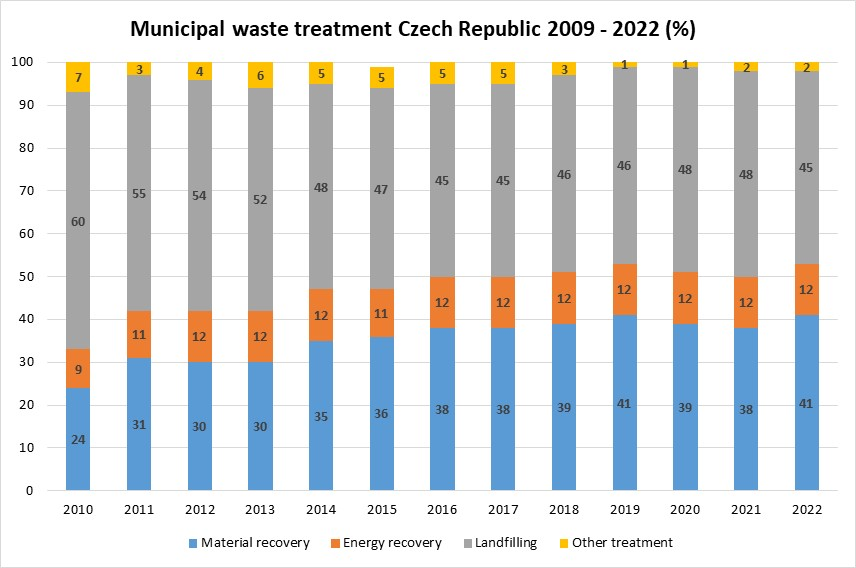 Municipal waste treatment Czech Republic 2009 - 2022 (%)
100
90
80
70
60
50
40
30
20
10
0
7 3 4 6 5 5 5 5 3 1 1 2 2
60 55 54 52 48 47 45 45 46 46 48 48 45
9 11 12 12 12 11 12 12 12 12 12 12 12
24 31 30 30 35 36 38 38 39 41 39 38 41
2010 2011 2012 2013 2014 2015 2016 2017 2018 2019 2020 2021 2022
Material recovery Energy recovery Landfilling Other treatment